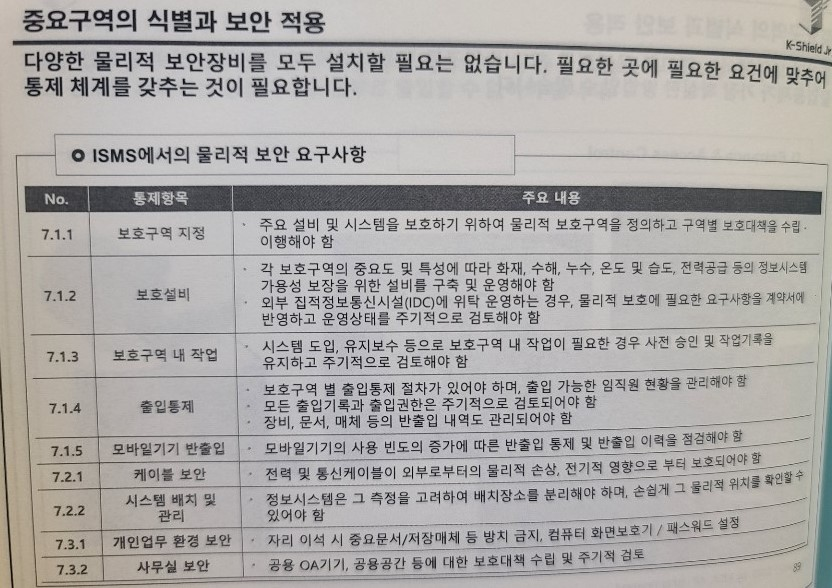 중요구역의 식별과 보안 적용
K-Shield Jr
다양한 물리적 보안장비를 모두 설치할 필요는 없습니다. 필요한 곳에 필요한 요건에 맞추어
통제 체계를 갖추는 것이 필요합니다.
ISMS에서의 물리적 보안 요구사항
No. 통제항목 주요 내용
7.1.1 보호구역 지정 · 주요 설비 및 시스템을 보호하기 위하여 물리적 보호구역을 정의하고 구역별 보호대책을 수립·
이행해야 함
7.1.2 보호설비 · 각 보호구역의 중요도 및 특성에 따라 화재, 수해, 누수, 온도 및 습도, 전력공급 등의 정보시스템
가용성 보장을 위한 설비를 구축 및 운영해야 함
· 외부 집적정보통신시설(IDC)에 위탁 운영하는 경우, 물리적 보호에 필요한 요구사항을 계약서에
반영하고 운영상태를 주기적으로 검토해야 함
7.1.3 보호구역 내 작업 · 시스템 도입, 유지보수 등으로 보호구역 내 작업이 필요한 경우 사전 승인 및 작업기록을
유지하고 주기적으로 검토해야 함
7.1.4 출입통제 · 보호구역 별 출입통제 절차가 있어야 하며, 출입 가능한 임직원 현황을 관리해야 함
· 모든 출입기록과 출입권한은 주기적으로 검토되어야 함
· 장비, 문서, 매체 등의 반출입 내역도 관리되어야 함
7.1.5 모바일기기 반출입 · 모바일기기의 사용 빈도의 증가에 따른 반출입 통제 및 반출입 이력을 점검해야 함
7.2.1 케이블 보안 · 전력 및 통신케이블이 외부로부터의 물리적 손상, 전기적 영향으로 부터 보호되어야 함
7.2.2 시스템 배치 및 관리 · 정보시스템은 그 측정을 고려하여 배치장소를 분리해야 하며, 손쉽게 그 물리적 위치를 확인할 수
있어야 함
7.3.1 개인업무 환경 보안 · 자리 이석 시 중요문서/저장매체 등 방치 금지, 컴퓨터 화면보호기 / 패스워드 설정
7.3.2 사무실 보안 · 공용 OA기기, 공용공간 등에 대한 보호대책 수립 및 주기적 검토